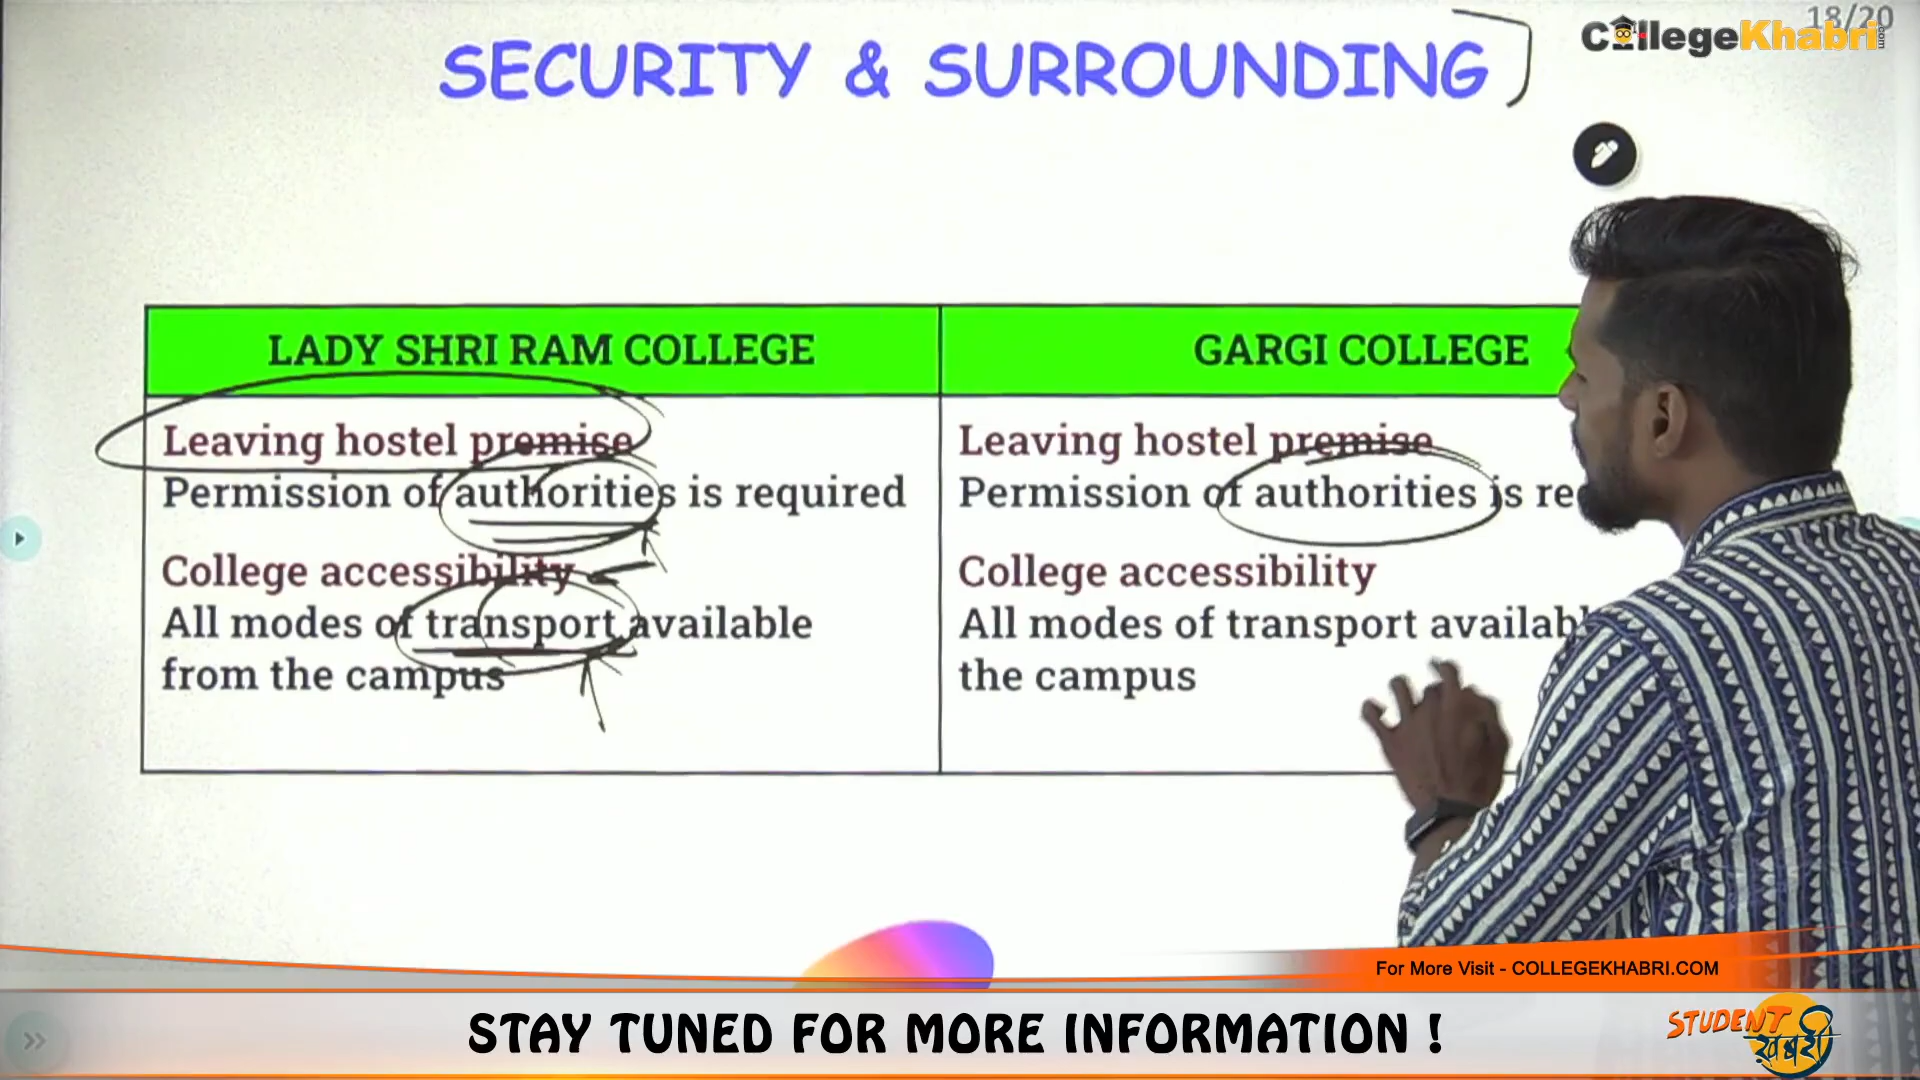 18/20
CollegeKhabri.com
SECURITY & SURROUNDING
LADY SHRI RAM COLLEGE
GARGI COLLEGE
Leaving hostel premise
Permission of authorities is required
College accessibility
All modes of transport available
from the campus
Leaving hostel premise
Permission of authorities is
College accessibility
All modes of transport
the campus
For More Visit - COLLEGEKHABRI.COM
STAY TUNED FOR MORE INFORMATION !
STUDENT
खबरी